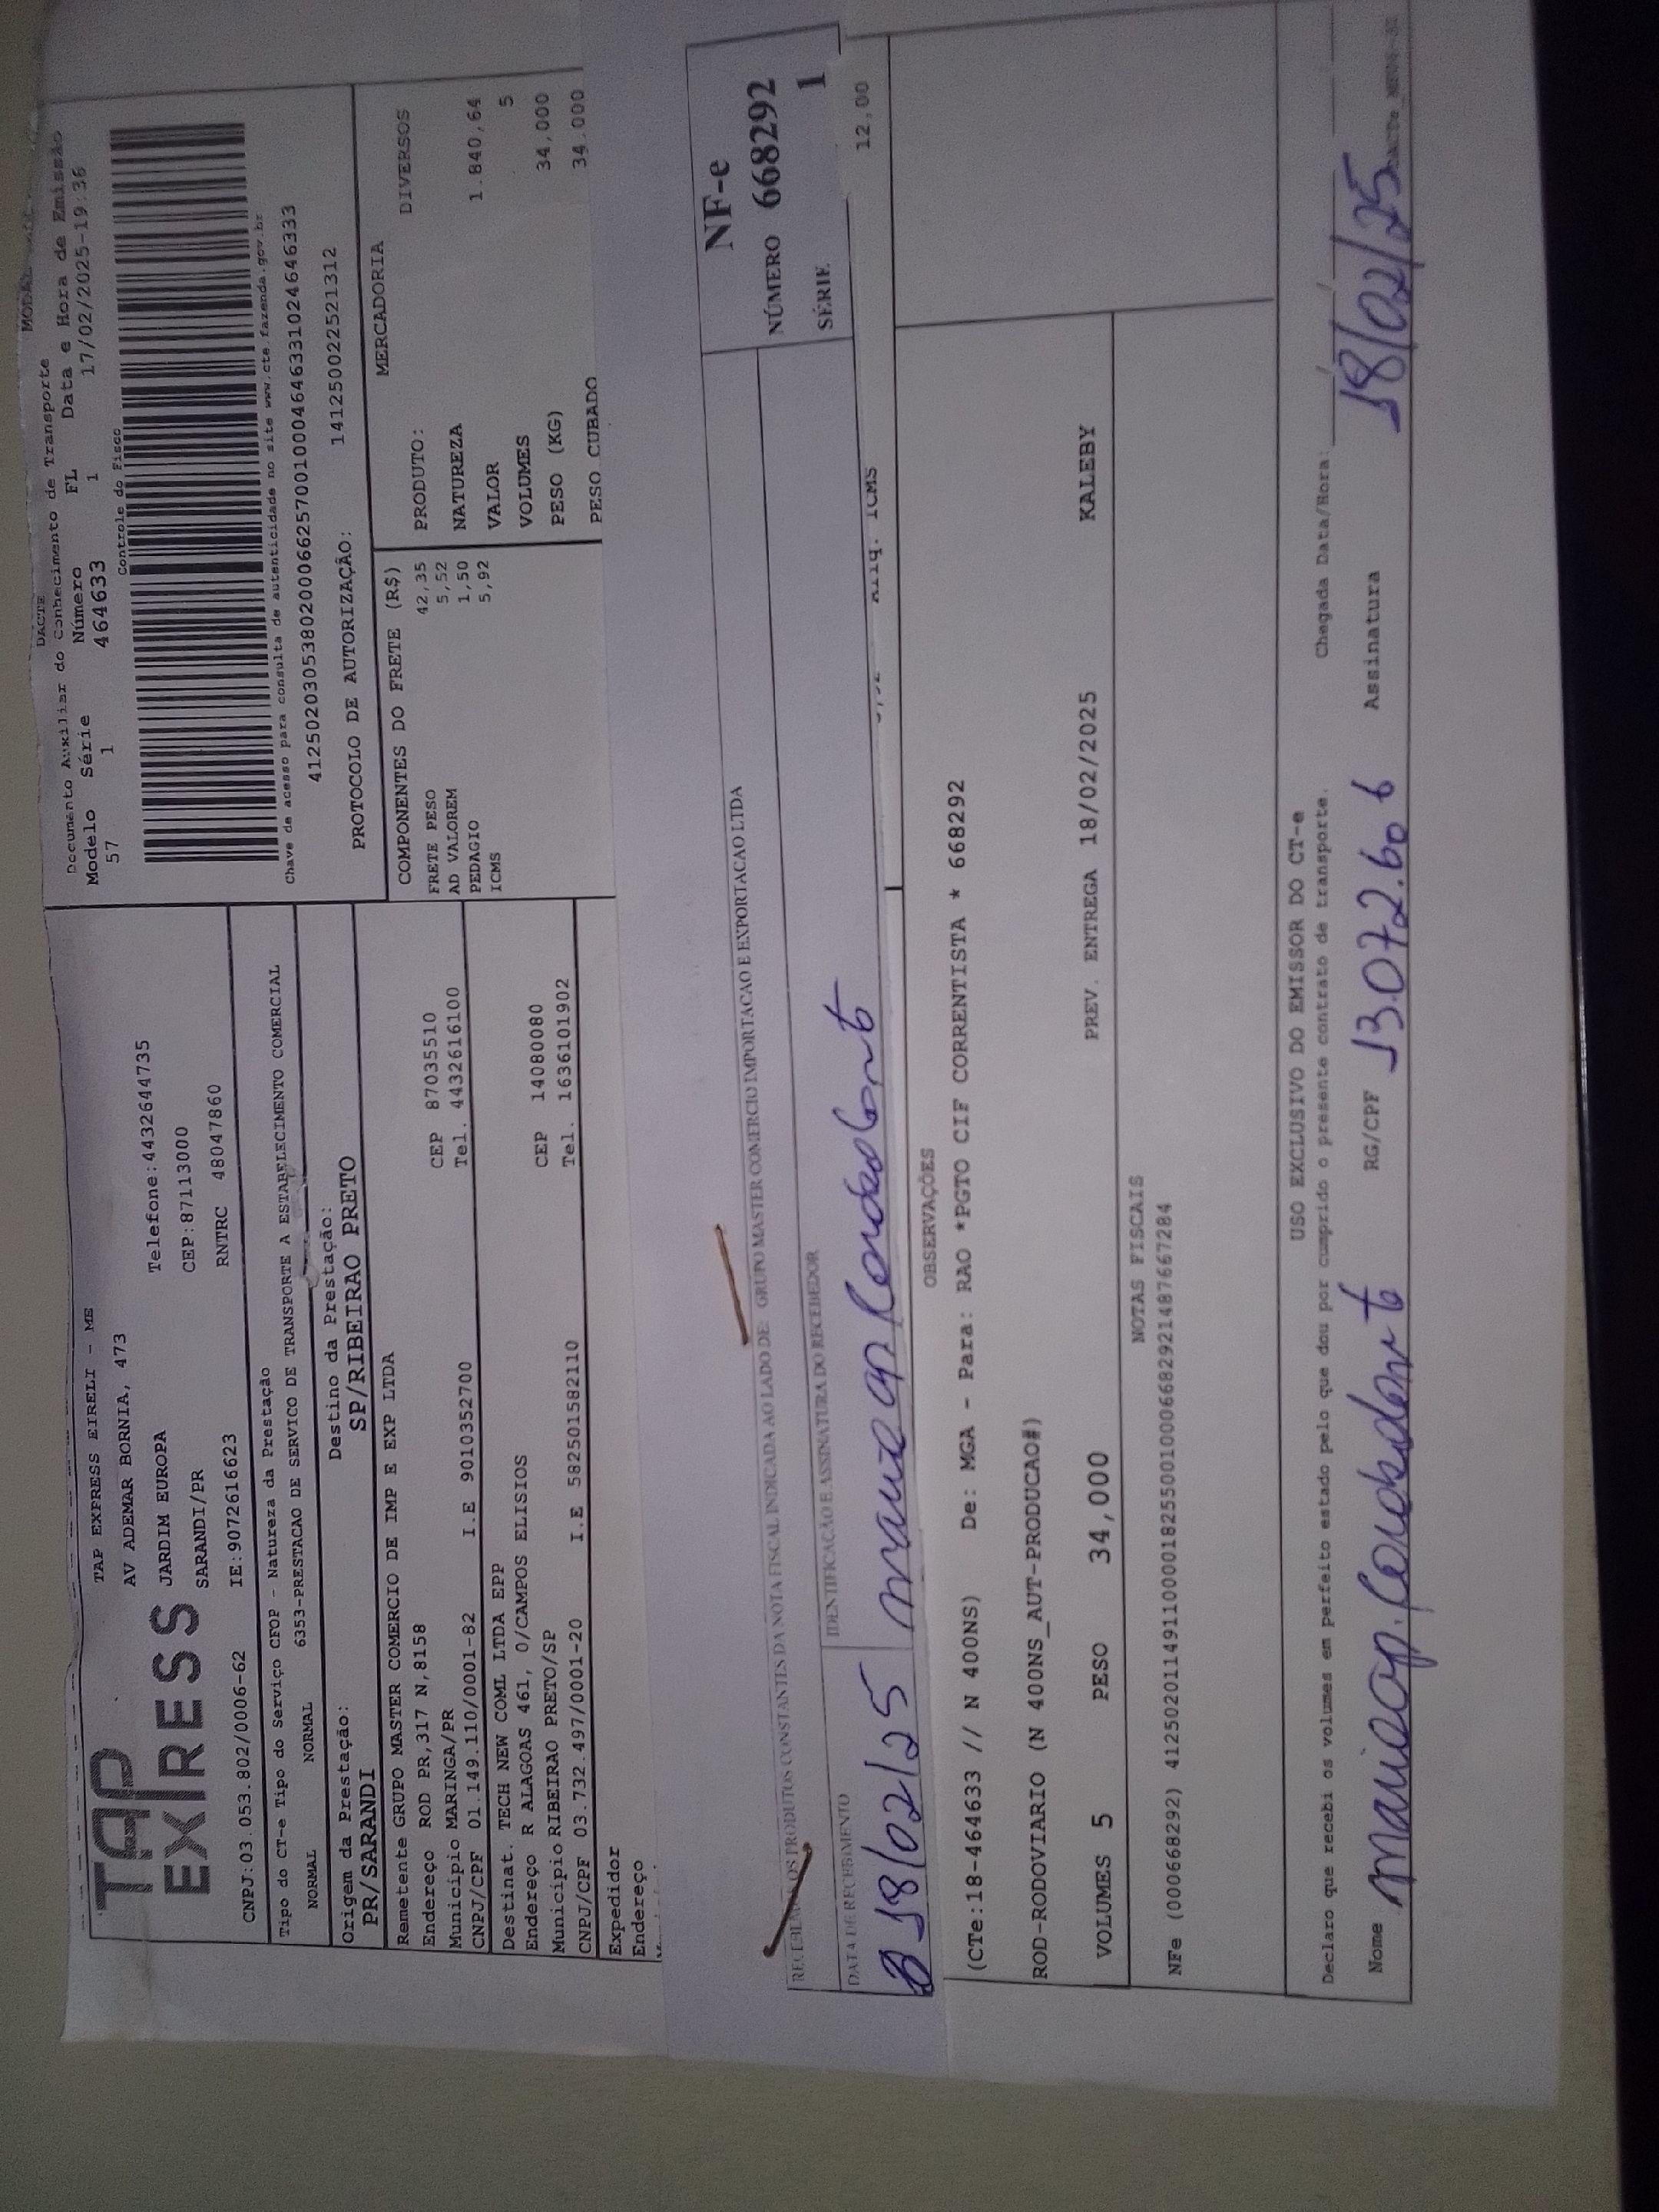 DACTE
MODAL
Documento Auxiliar do Conhecimento de Transporte
Modelo Série Número FL Data e Hora de Emissão
57 1 464633 1 17/02/2025-19:36
Controle do Fisco
Chave de acesso para consulta de autenticidade no site www.cte.fazenda.gov.br
PROTOCOLO DE AUTORIZAÇÃO: 141250022521312
TAP EXPRESS
TAP EXPRESS EIRELI - ME
AV ADEMAR BORNIA, 473
JARDIM EUROPA Telefone:4432644735
SARANDI/PR CEP:87113000
CNPJ:03.053.802/0006-62 IE:9072616623 RNTRC 48047860
Tipo do CT-e Tipo do Serviço CFOP - Natureza da Prestação
NORMAL NORMAL 6353-PRESTACAO DE SERVICO DE TRANSPORTE A ESTABELECIMENTO COMERCIAL
Origem da Prestação: Destino da Prestação:
PR/SARANDI SP/RIBEIRAO PRETO
Remetente GRUPO MASTER COMERCIO DE IMP E EXP LTDA
Endereço ROD PR,317 N,8158 CEP 87035510
Município MARINGA/PR Tel. 4432616100
CNPJ/CPF 01.149.110/0001-82 I.E 9010352700
Destinat. TECH NEW COML LTDA EPP
Endereço R ALAGOAS 461, 0/CAMPOS ELISIOS CEP 14080080
Município RIBEIRAO PRETO/SP Tel. 1636101902
CNPJ/CPF 03.732.497/0001-20 I.E 582501582110
Expedidor
Endereço
COMPONENTES DO FRETE (R$)
FRETE PESO 42,35
AD VALOREM 5,52
PEDAGIO 1,50
ICMS 5,92
MERCADORIA
PRODUTO: DIVERSOS
NATUREZA
VALOR 1.840,64
VOLUMES 5
PESO (KG) 34,000
PESO CUBADO 34.000
NF-e
NÚMERO 668292
SÉRIE 1
OS PRODUTOS CONSTANTES DA NOTA FISCAL INDICADA AO LADO DE: GRUPO MASTER COMERCIO IMPORTACAO E EXPORTACAO LTDA
DATA DE RECEBIMENTO IDENTIFICAÇÃO E ASSINATURA DO RECEBEDOR
18/02/25
ICMS 12,00
OBSERVAÇÕES
(CTe:18-464633 // N 400NS) De: MGA - Para: RAO *PGTO CIF CORRENTISTA * 668292
ROD-RODOVIARIO (N 400NS_AUT-PRODUCAO#)
VOLUMES 5 PESO 34,000 PREV. ENTREGA 18/02/2025 KALEBY
NOTAS FISCAIS
NFe (000668292) 41250201149110000182550010006682921487667284
USO EXCLUSIVO DO EMISSOR DO CT-e
Declaro que recebi os volumes em perfeito estado pelo que dou por cumprido o presente contrato de transporte. Chegada Data/Hora: / /
Nome RG/CPF 13.072.606 Assinatura 18/02/25